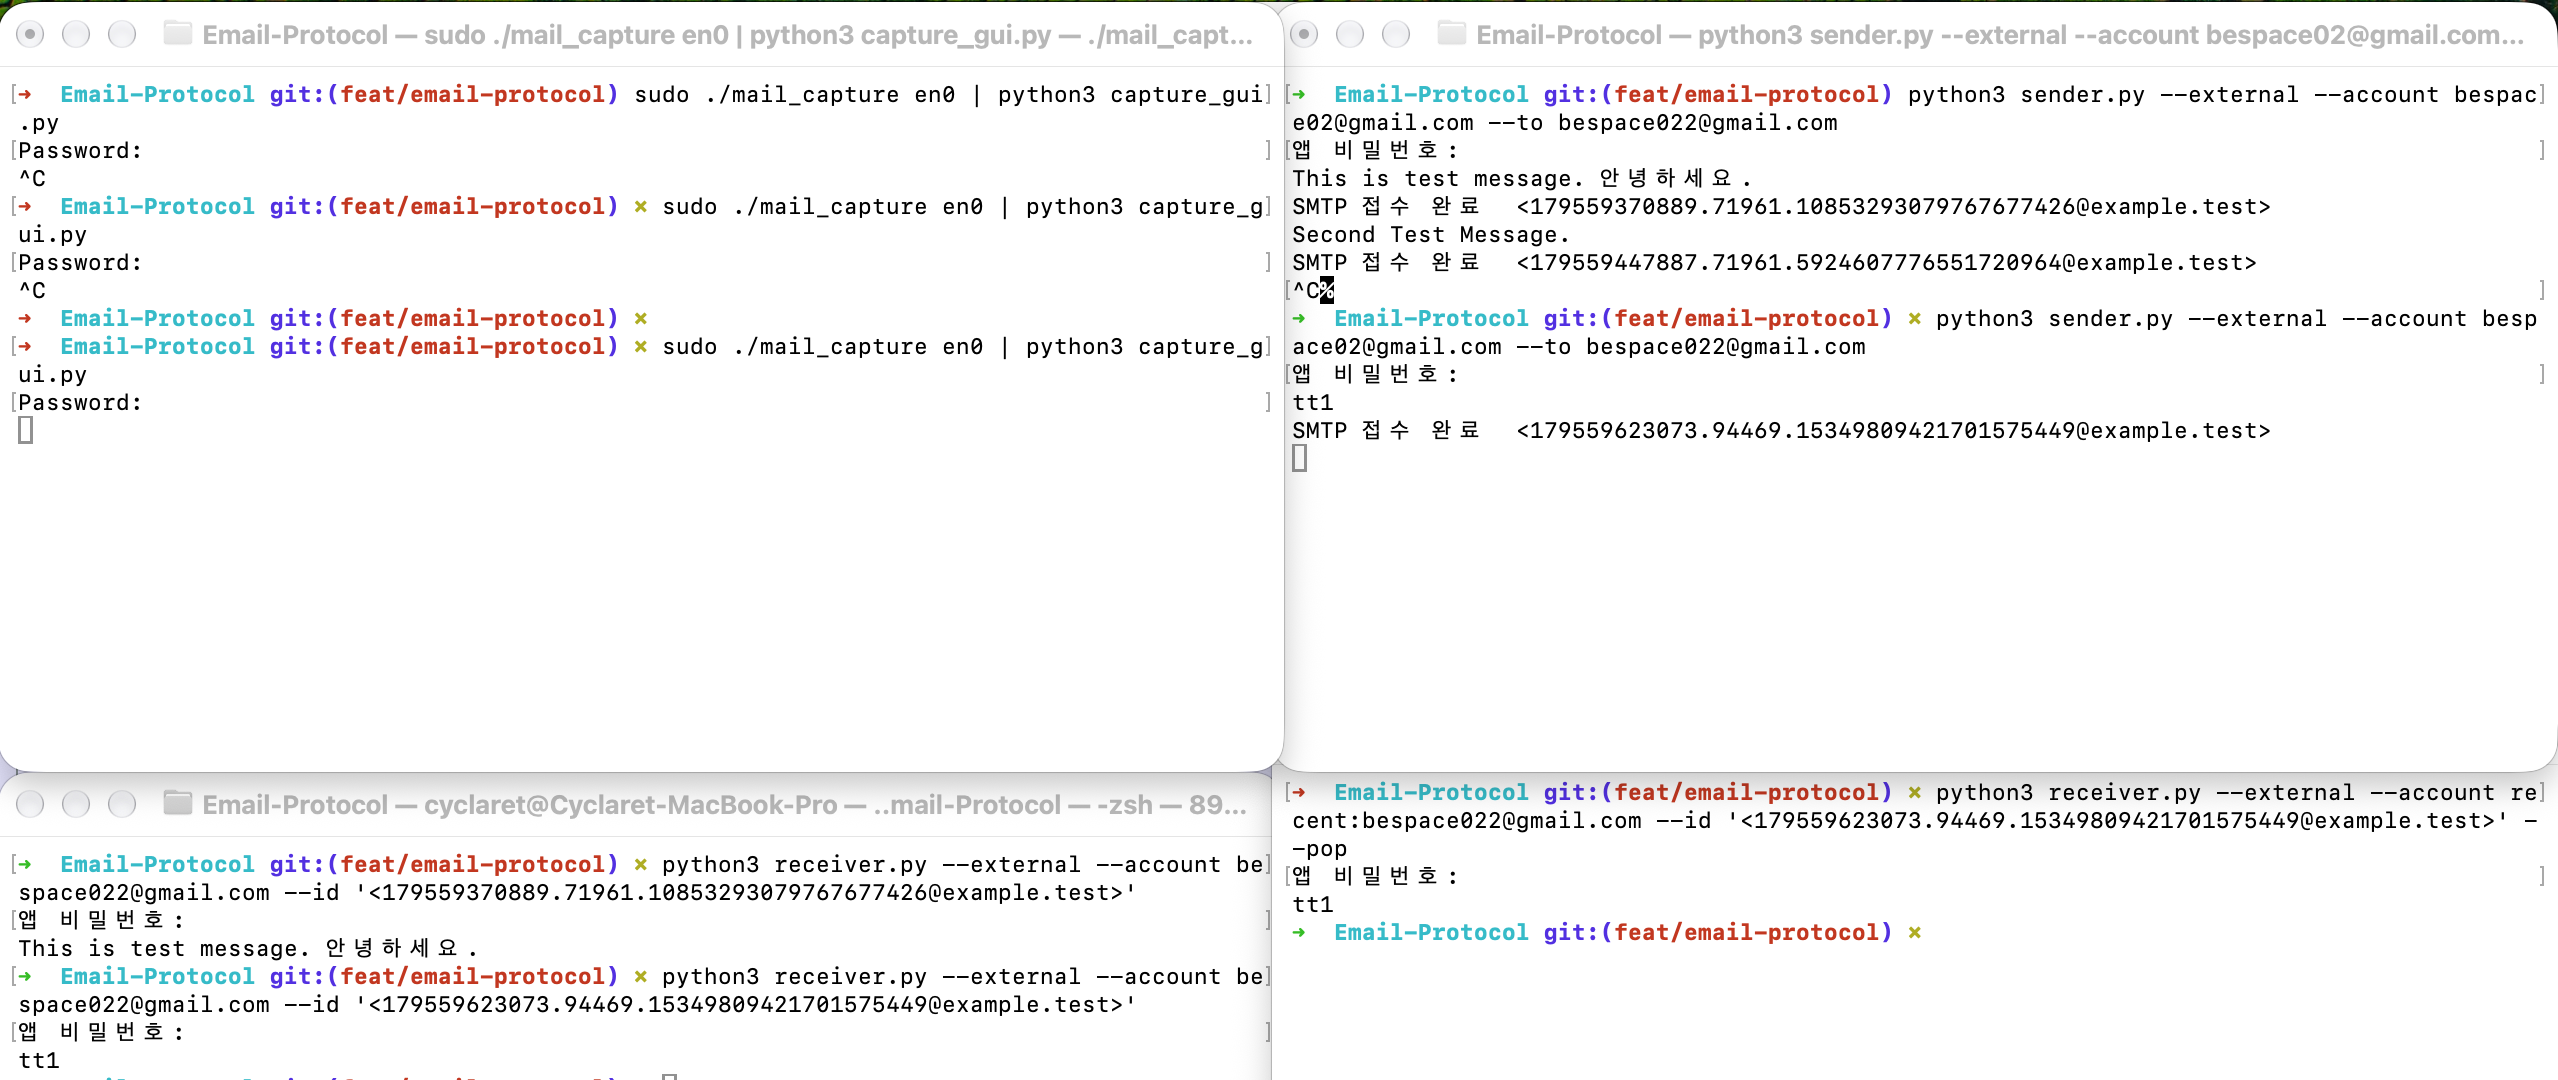 Email-Protocol — sudo ./mail_capture en0 | python3 capture_gui.py — ./mail_capt...
[➜  Email-Protocol git:(feat/email-protocol) sudo ./mail_capture en0 | python3 capture_gui]
.py
[Password: ]
^C
[➜  Email-Protocol git:(feat/email-protocol) × sudo ./mail_capture en0 | python3 capture_g]
ui.py
[Password: ]
^C
➜  Email-Protocol git:(feat/email-protocol) ×
[➜  Email-Protocol git:(feat/email-protocol) × sudo ./mail_capture en0 | python3 capture_g]
ui.py
[Password: ]
Email-Protocol — python3 sender.py --external --account bespace02@gmail.com...
[➜  Email-Protocol git:(feat/email-protocol) python3 sender.py --external --account bespac]
e02@gmail.com --to bespace022@gmail.com
[앱 비밀번호: ]
This is test message. 안녕하세요.
SMTP 접수 완료  <179559370889.71961.10853293079767677426@example.test>
Second Test Message.
SMTP 접수 완료  <179559447887.71961.5924607776551720964@example.test>
[^C% ]
➜  Email-Protocol git:(feat/email-protocol) × python3 sender.py --external --account besp
ace02@gmail.com --to bespace022@gmail.com
[앱 비밀번호: ]
tt1
SMTP 접수 완료  <179559623073.94469.15349809421701575449@example.test>
Email-Protocol — cyclaret@Cyclaret-MacBook-Pro — ..mail-Protocol — -zsh — 89...
[➜  Email-Protocol git:(feat/email-protocol) × python3 receiver.py --external --account be]
space022@gmail.com --id '<179559370889.71961.10853293079767677426@example.test>'
[앱 비밀번호: ]
This is test message. 안녕하세요.
[➜  Email-Protocol git:(feat/email-protocol) × python3 receiver.py --external --account be]
space022@gmail.com --id '<179559623073.94469.15349809421701575449@example.test>'
[앱 비밀번호: ]
tt1
[➜  Email-Protocol git:(feat/email-protocol) × python3 receiver.py --external --account re]
cent:bespace022@gmail.com --id '<179559623073.94469.15349809421701575449@example.test>' -
-pop
[앱 비밀번호: ]
tt1
➜  Email-Protocol git:(feat/email-protocol) ×